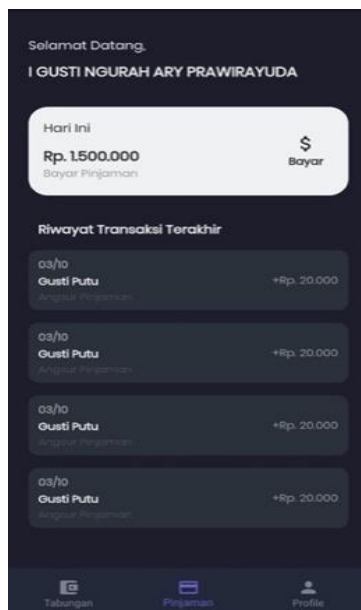 Selamat Datang,
I GUSTI NGURAH ARY PRAWIRAYUDA
Hari Ini
Rp. 1.500.000
Bayar Pinjaman
$
Bayar
Riwayat Transaksi Terakhir
03/10
Gusti Putu
Angsur Pinjaman
+Rp. 20.000
03/10
Gusti Putu
Angsur Pinjaman
+Rp. 20.000
03/10
Gusti Putu
Angsur Pinjaman
+Rp. 20.000
03/10
Gusti Putu
Angsur Pinjaman
+Rp. 20.000
Tabungan
Pinjaman
Profile